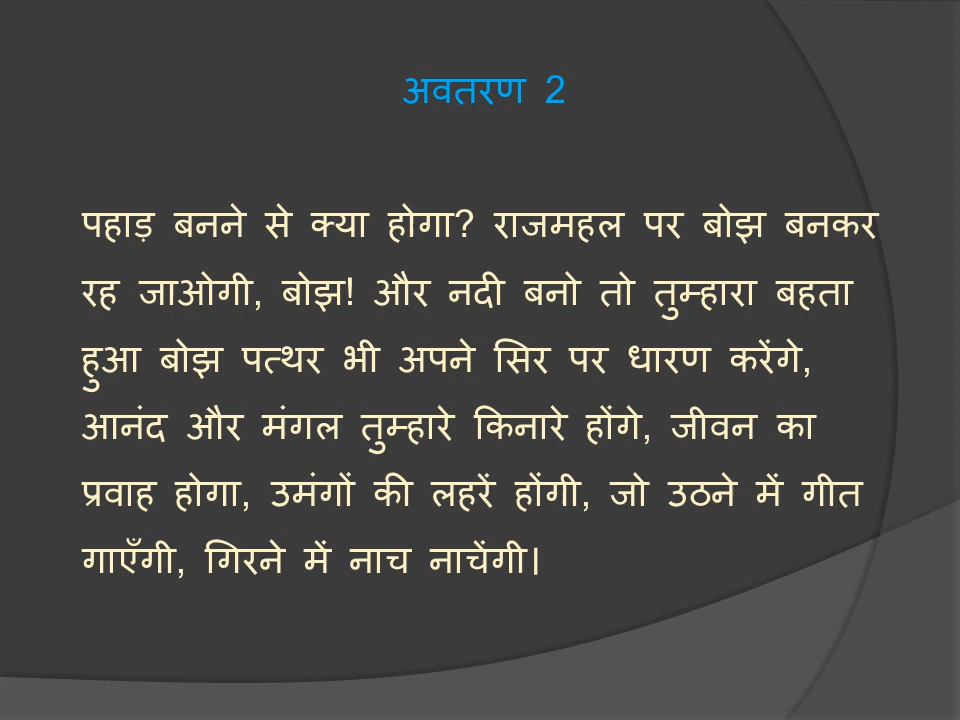 अवतरण 2
पहाड़ बनने से क्या होगा? राजमहल पर बोझ बनकर
रह जाओगी, बोझ! और नदी बनो तो तुम्हारा बहता
हुआ बोझ पत्थर भी अपने सिर पर धारण करेंगे,
आनंद और मंगल तुम्हारे किनारे होंगे, जीवन का
प्रवाह होगा, उमंगों की लहरें होंगी, जो उठने में गीत
गाएँगी, गिरने में नाच नाचेंगी।